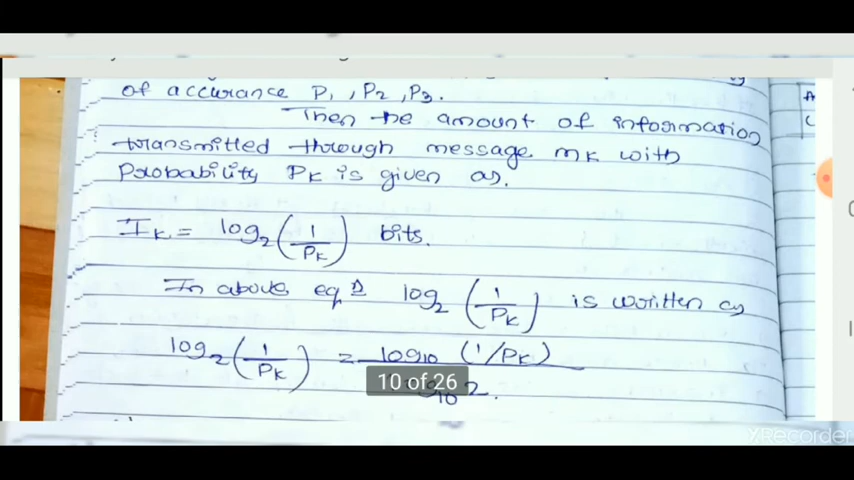 of accurance P1, P2, P3.
Then the amount of information
transmitted through message mK with
Probability PK is given as.
IK = log2(1/PK) bits.
In above eqn log2(1/PK) is written as
log2(1/PK) = log10(1/PK)
10 of 26
10 2.
XRecorder